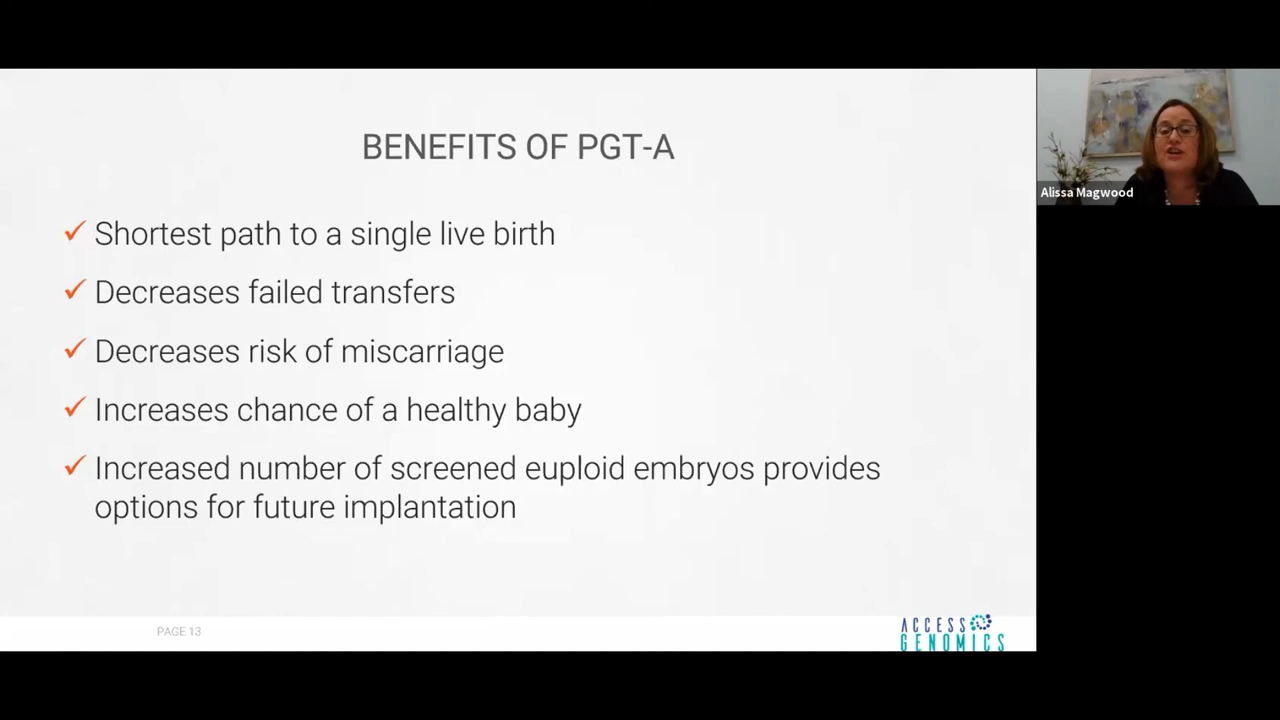 BENEFITS OF PGT-A
✓ Shortest path to a single live birth
✓ Decreases failed transfers
✓ Decreases risk of miscarriage
✓ Increases chance of a healthy baby
✓ Increased number of screened euploid embryos provides
options for future implantation
PAGE 13
ACCESS
GENOMICS
Alissa Magwood